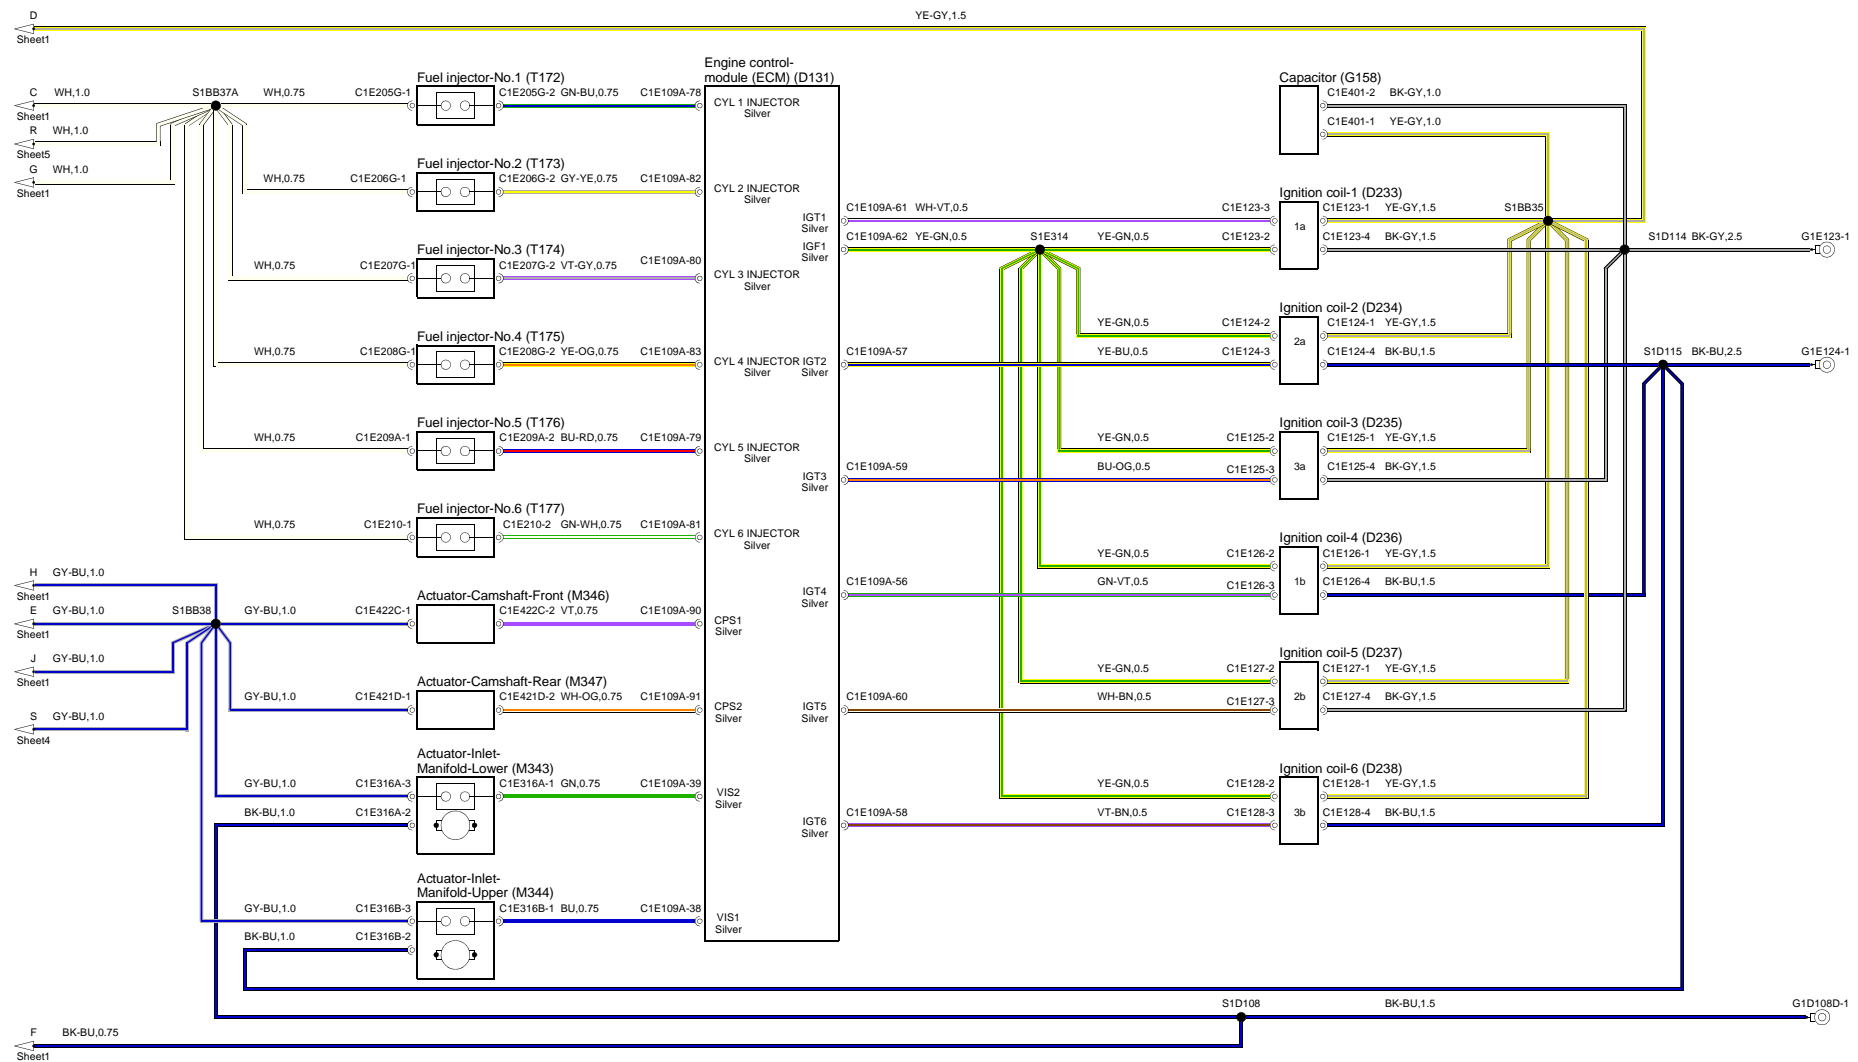 D
YE-GY,1.5
Sheet1
Engine control-
module (ECM) (D131)
Fuel injector-No.1 (T172)
Capacitor (G158)
C WH,1.0
S1BB37A
WH,0.75
C1E205G-1
C1E205G-2 GN-BU,0.75
C1E109A-78
CYL 1 INJECTOR
Silver
C1E401-2 BK-GY,1.0
Sheet1
R WH,1.0
C1E401-1 YE-GY,1.0
Sheet5
G WH,1.0
Sheet1
Fuel injector-No.2 (T173)
WH,0.75
C1E206G-1
C1E206G-2 GY-YE,0.75
C1E109A-82
CYL 2 INJECTOR
Silver
Ignition coil-1 (D233)
IGT1
Silver
C1E109A-61 WH-VT,0.5
C1E123-3
1a
C1E123-1 YE-GY,1.5
S1BB35
IGF1
Silver
C1E109A-62 YE-GN,0.5
S1E314
YE-GN,0.5
C1E123-2
C1E123-4 BK-GY,1.5
S1D114 BK-GY,2.5
G1E123-1
Fuel injector-No.3 (T174)
WH,0.75
C1E207G-1
C1E207G-2 VT-GY,0.75
C1E109A-80
CYL 3 INJECTOR
Silver
Ignition coil-2 (D234)
YE-GN,0.5
C1E124-2
2a
C1E124-1 YE-GY,1.5
Fuel injector-No.4 (T175)
WH,0.75
C1E208G-1
C1E208G-2 YE-OG,0.75
C1E109A-83
CYL 4 INJECTOR
Silver
IGT2
Silver
C1E109A-57
YE-BU,0.5
C1E124-3
C1E124-4 BK-BU,1.5
S1D115 BK-BU,2.5
G1E124-1
Fuel injector-No.5 (T176)
WH,0.75
C1E209A-1
C1E209A-2 BU-RD,0.75
C1E109A-79
CYL 5 INJECTOR
Silver
Ignition coil-3 (D235)
YE-GN,0.5
C1E125-2
3a
C1E125-1 YE-GY,1.5
IGT3
Silver
C1E109A-59
BU-OG,0.5
C1E125-3
C1E125-4 BK-GY,1.5
Fuel injector-No.6 (T177)
WH,0.75
C1E210-1
C1E210-2 GN-WH,0.75
C1E109A-81
CYL 6 INJECTOR
Silver
Ignition coil-4 (D236)
YE-GN,0.5
C1E126-2
1b
C1E126-1 YE-GY,1.5
H GY-BU,1.0
Sheet1
IGT4
Silver
C1E109A-56
GN-VT,0.5
C1E126-3
C1E126-4 BK-BU,1.5
Actuator-Camshaft-Front (M346)
E GY-BU,1.0
S1BB38
GY-BU,1.0
C1E422C-1
C1E422C-2 VT,0.75
C1E109A-90
CPS1
Silver
Sheet1
J GY-BU,1.0
Sheet1
Ignition coil-5 (D237)
YE-GN,0.5
C1E127-2
2b
C1E127-1 YE-GY,1.5
Actuator-Camshaft-Rear (M347)
GY-BU,1.0
C1E421D-1
C1E421D-2 WH-OG,0.75
C1E109A-91
CPS2
Silver
IGT5
Silver
C1E109A-60
WH-BN,0.5
C1E127-3
C1E127-4 BK-GY,1.5
S GY-BU,1.0
Sheet4
Actuator-Inlet-
Manifold-Lower (M343)
GY-BU,1.0
C1E316A-3
C1E316A-1 GN,0.75
C1E109A-39
VIS2
Silver
Ignition coil-6 (D238)
YE-GN,0.5
C1E128-2
3b
C1E128-1 YE-GY,1.5
BK-BU,1.0
C1E316A-2
IGT6
Silver
C1E109A-58
VT-BN,0.5
C1E128-3
C1E128-4 BK-BU,1.5
Actuator-Inlet-
Manifold-Upper (M344)
GY-BU,1.0
C1E316B-3
C1E316B-1 BU,0.75
C1E109A-38
VIS1
Silver
BK-BU,1.0
C1E316B-2
S1D108
BK-BU,1.5
G1D108D-1
F BK-BU,0.75
Sheet1